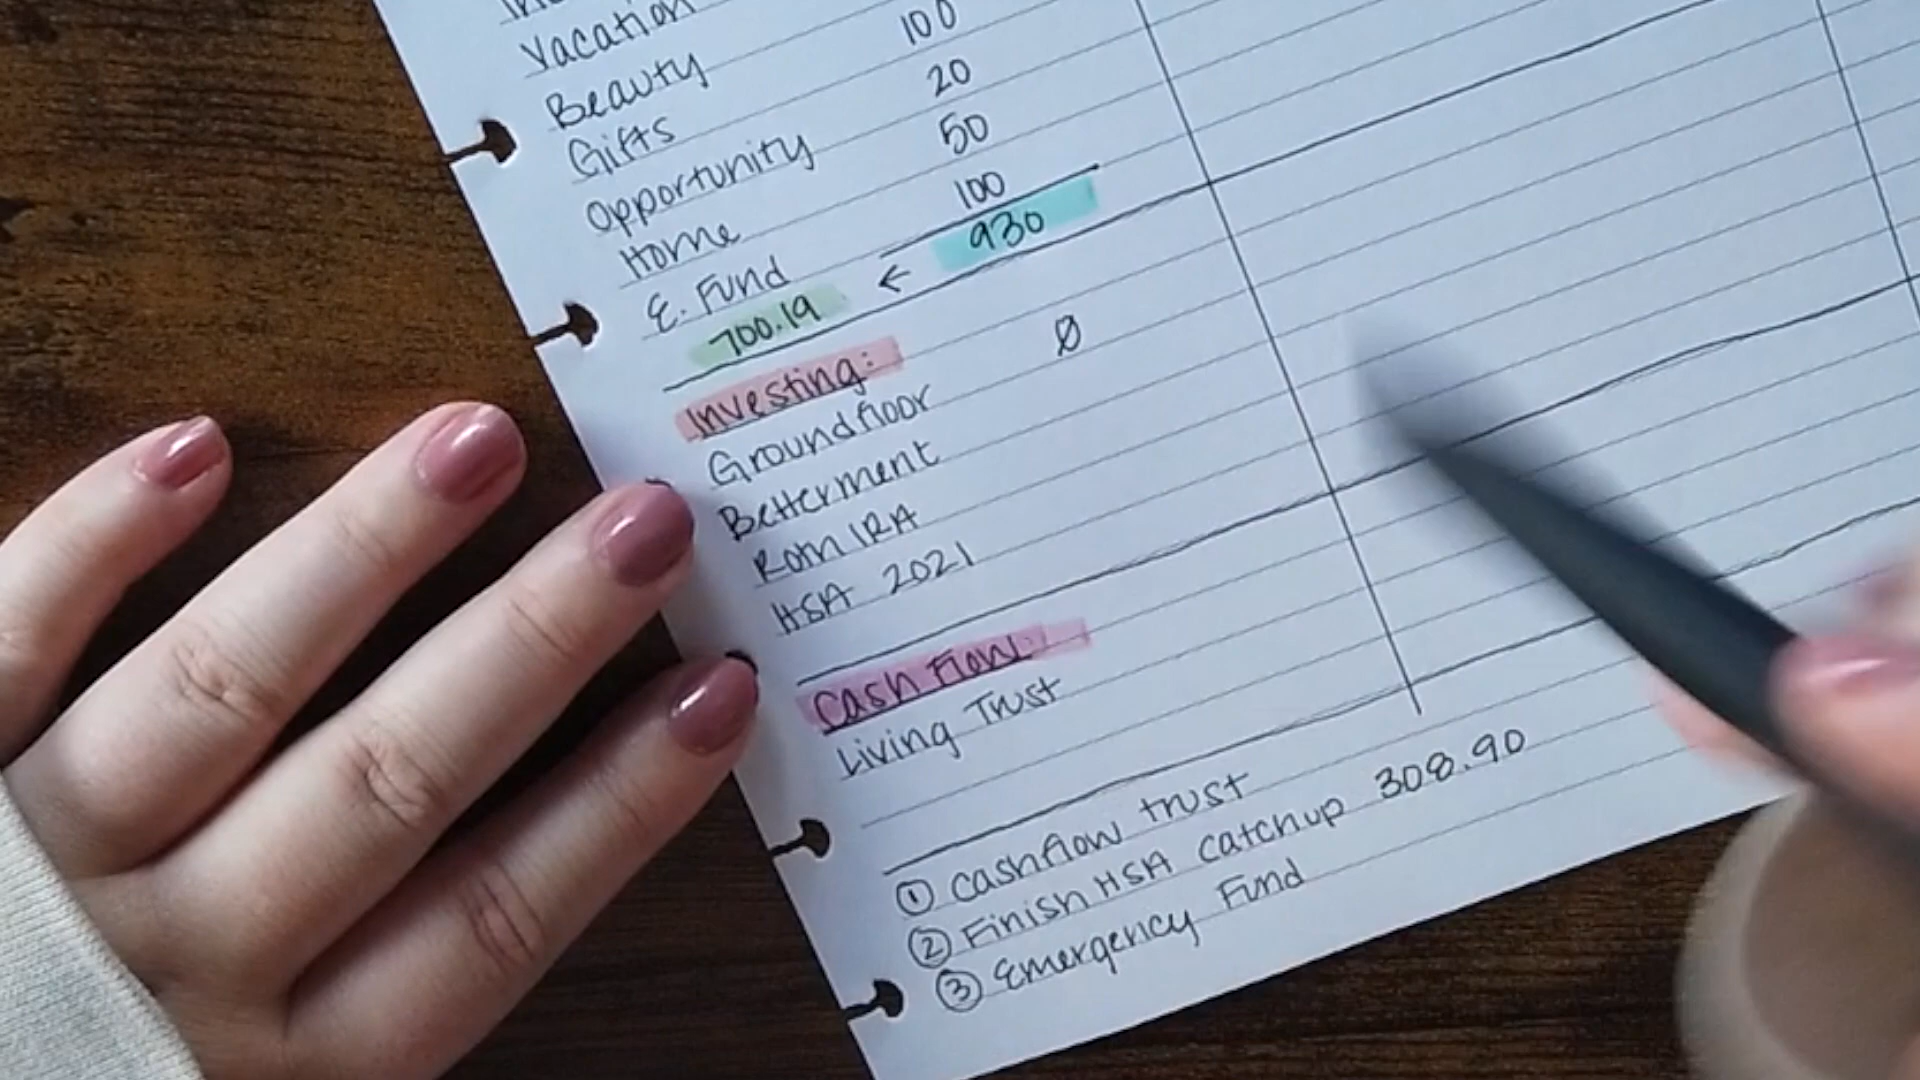 Vacation
Beauty
Gifts 100
Opportunity 20
Home 50
E. Fund 100
700.19 ← 930
Investing:
Groundfloor Ø
Betterment
Roth IRA
HSA 2021
Cash Flow:
Living Trust
① Cashflow trust
② Finish HSA catchup 308.90
③ Emergency Fund